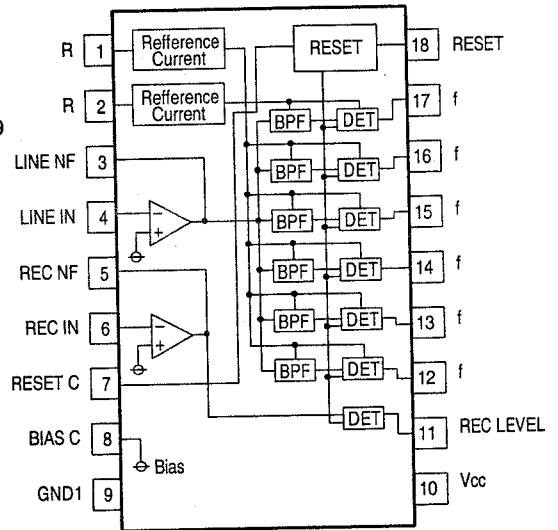 R 1 Refference Current
R 2 Refference Current
LINE NF 3
LINE IN 4
REC NF 5
REC IN 6
RESET C 7
BIAS C 8
GND1 9
Bias
− +
− +
RESET 18 RESET
BPF DET 17 f
BPF DET 16 f
BPF DET 15 f
BPF DET 14 f
BPF DET 13 f
BPF DET 12 f
DET 11 REC LEVEL
10 Vcc
9